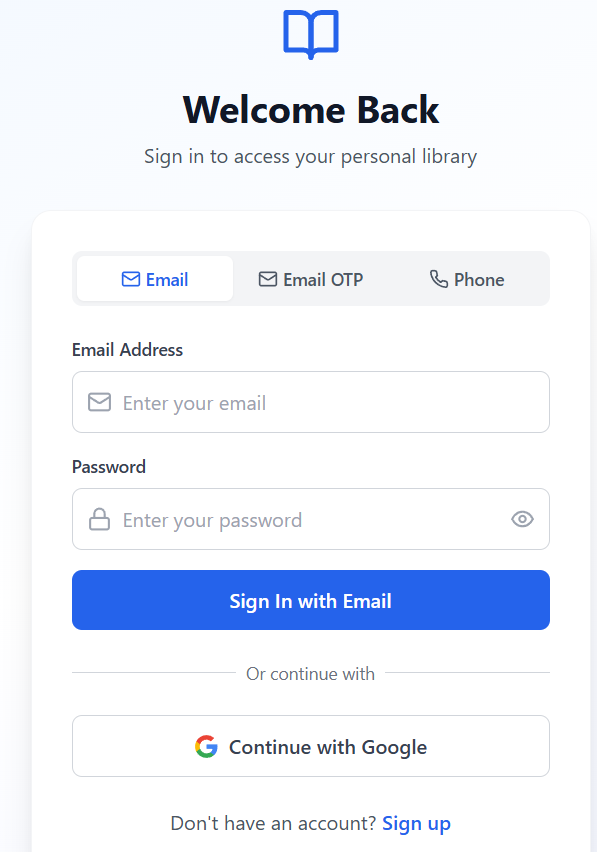 Welcome Back
Sign in to access your personal library
Email Email OTP Phone
Email Address
Enter your email
Password
Enter your password
Sign In with Email
Or continue with
Continue with Google
Don't have an account? Sign up